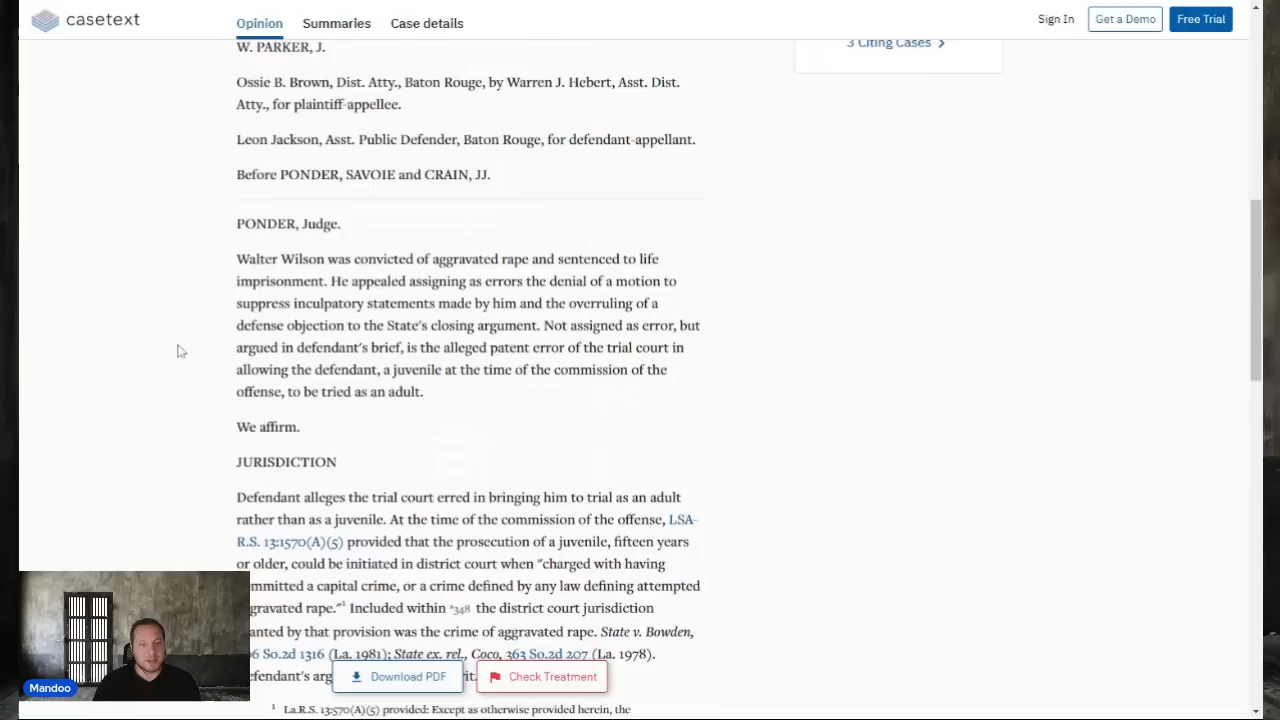 casetext
Opinion
Summaries
Case details
Sign In
Get a Demo
Free Trial
3 Citing Cases
W. PARKER, J.
Ossie B. Brown, Dist. Atty., Baton Rouge, by Warren J. Hebert, Asst. Dist.
Atty., for plaintiff-appellee.
Leon Jackson, Asst. Public Defender, Baton Rouge, for defendant-appellant.
Before PONDER, SAVOIE and CRAIN, JJ.
PONDER, Judge.
Walter Wilson was convicted of aggravated rape and sentenced to life
imprisonment. He appealed assigning as errors the denial of a motion to
suppress inculpatory statements made by him and the overruling of a
defense objection to the State's closing argument. Not assigned as error, but
argued in defendant's brief, is the alleged patent error of the trial court in
allowing the defendant, a juvenile at the time of the commission of the
offense, to be tried as an adult.
We affirm.
JURISDICTION
Defendant alleges the trial court erred in bringing him to trial as an adult
rather than as a juvenile. At the time of the commission of the offense, LSA-
R.S. 13:1570(A)(5) provided that the prosecution of a juvenile, fifteen years
or older, could be initiated in district court when "charged with having
mmitted a capital crime, or a crime defined by any law defining attempted
gravated rape."1 Included within *348 the district court jurisdiction
anted by that provision was the crime of aggravated rape. State v. Bowden,
6 So.2d 1316 (La. 1981); State ex. rel., Coco, 363 So.2d 207 (La. 1978).
efendant's arg
it.
Download PDF
Check Treatment
1 La.R.S. 13:570(A)(5) provided: Except as otherwise provided herein, the
Mandoo